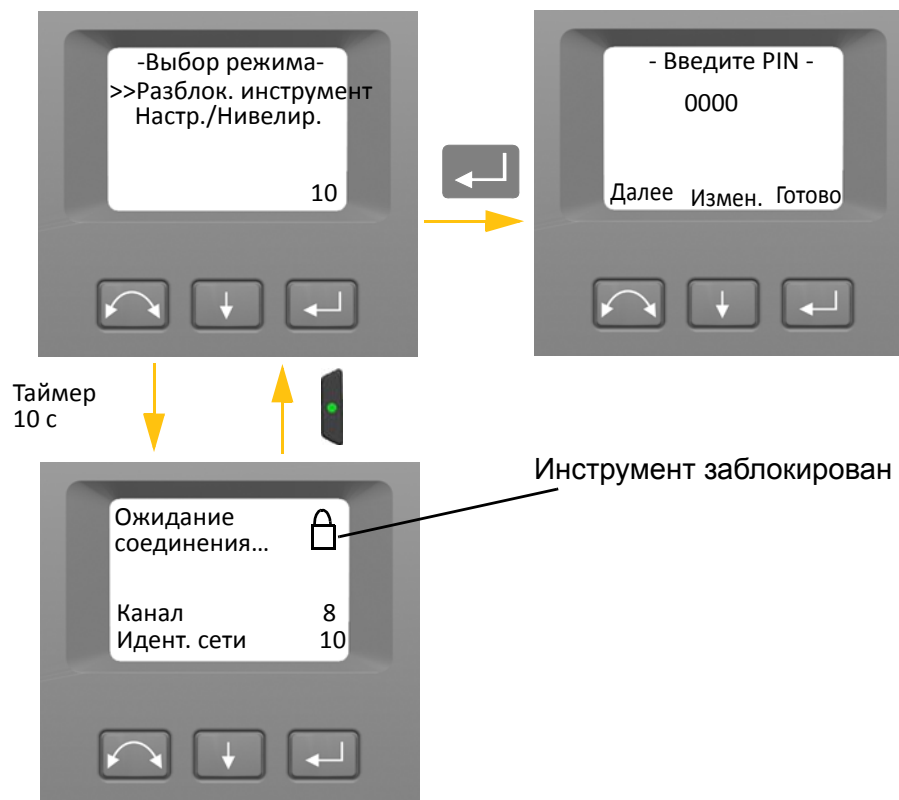 -Выбор режима-
>>Разблок. инструмент
Настр./Нивелир.
10
- Введите PIN -
0000
Далее Измен. Готово
Таймер
10 с
Инструмент заблокирован
Ожидание
соединения...
Канал 8
Идент. сети 10